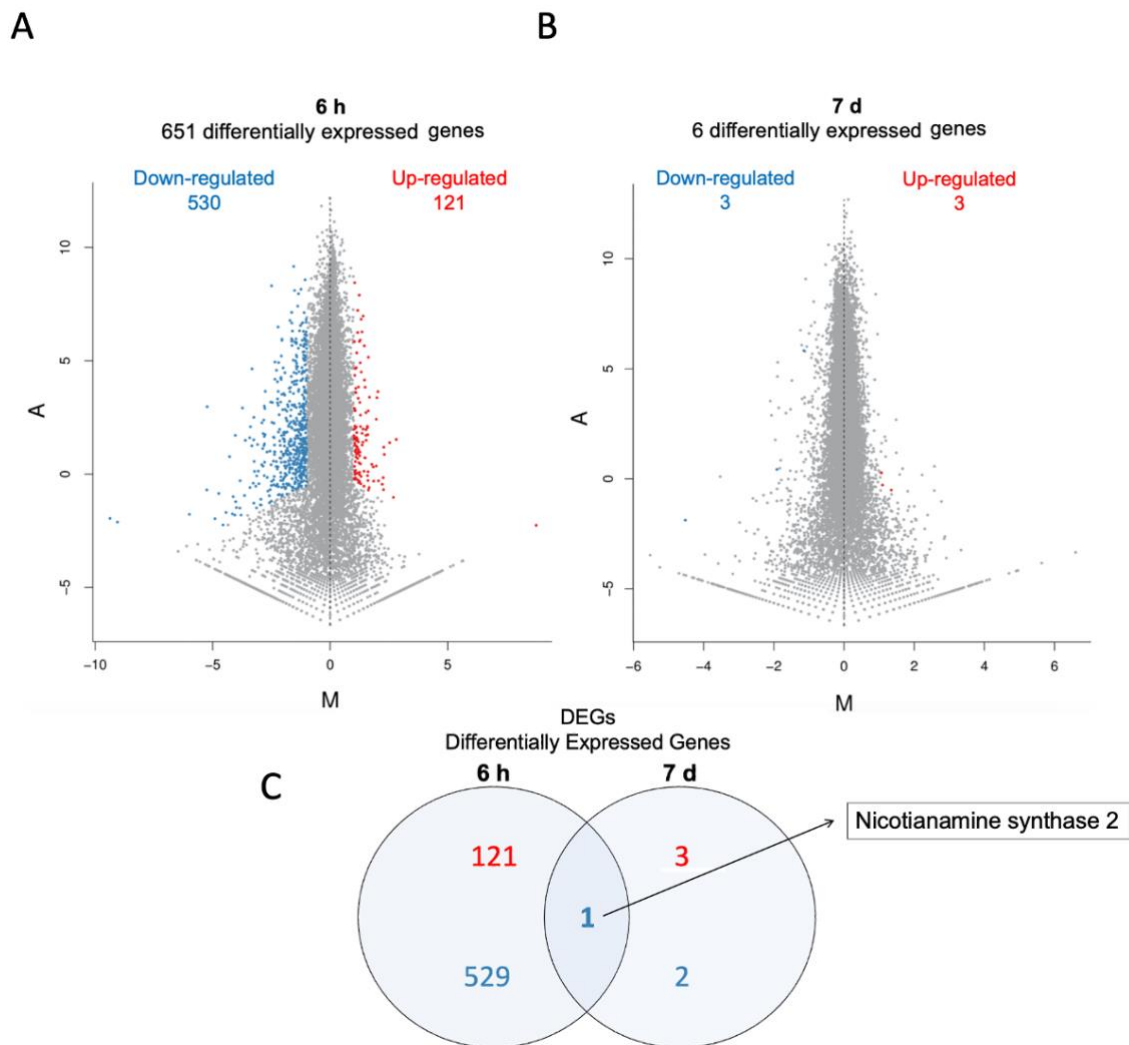 A
B
6 h
651 differentially expressed genes
Down-regulated
530
Up-regulated
121
10
5
0
−5
A
−10
−5
0
5
M
7 d
6 differentially expressed genes
Down-regulated
3
Up-regulated
3
10
5
0
−5
A
−6
−4
−2
0
2
4
6
M
DEGs
Differentially Expressed Genes
C
6 h
7 d
Nicotianamine synthase 2
121
3
1
529
2